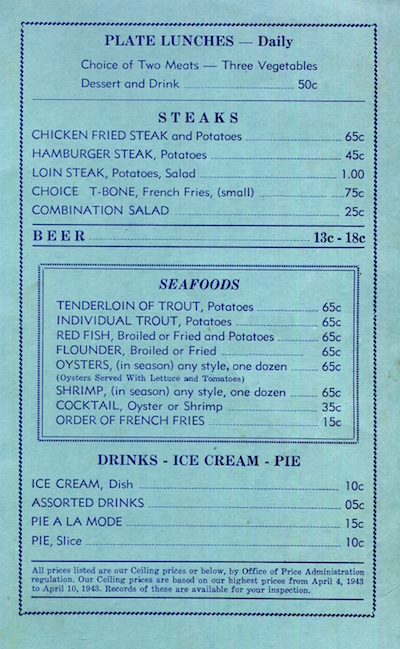 PLATE LUNCHES — Daily
Choice of Two Meats — Three Vegetables
Dessert and Drink 50c
STEAKS
CHICKEN FRIED STEAK and Potatoes 65c
HAMBURGER STEAK, Potatoes 45c
LOIN STEAK, Potatoes, Salad 1.00
CHOICE T-BONE, French Fries, (small) 75c
COMBINATION SALAD 25c
BEER 13c - 18c
SEAFOODS
TENDERLOIN OF TROUT, Potatoes 65c
INDIVIDUAL TROUT, Potatoes 65c
RED FISH, Broiled or Fried and Potatoes 65c
FLOUNDER, Broiled or Fried 65c
OYSTERS, (in season) any style, one dozen 65c
(Oysters Served With Lettuce and Tomatoes)
SHRIMP, (in season) any style, one dozen 65c
COCKTAIL, Oyster or Shrimp 35c
ORDER OF FRENCH FRIES 15c
DRINKS - ICE CREAM - PIE
ICE CREAM, Dish 10c
ASSORTED DRINKS 05c
PIE A LA MODE 15c
PIE, Slice 10c
All prices listed are our Ceiling prices or below, by Office of Price Administration
regulation. Our Ceiling prices are based on our highest prices from April 4, 1943
to April 10, 1943. Records of these are available for your inspection.